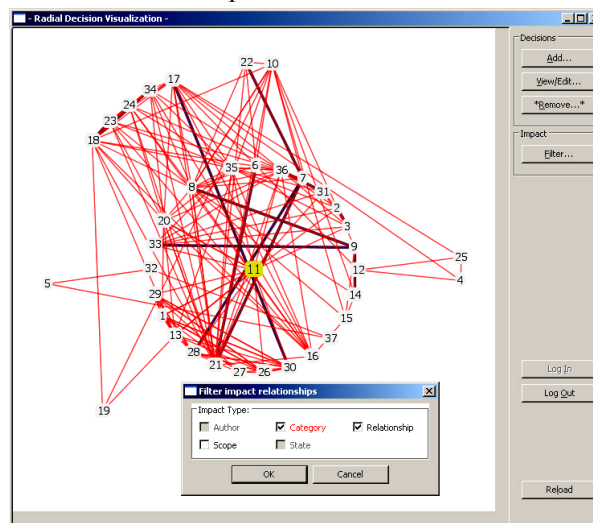 - Radial Decision Visualization -
Decisions
Add...
View/Edit...
*Remove...*
Impact
Filter...
22 10
17
34
24
23
18
35 6 36 7
8 31
2
20 3
33 9
11 12 25
32 4
5 29 14
1 15
13 37
28 16
21 27 26 30
19
Filter impact relationships
Impact Type:
Author Category Relationship
Scope State
OK Cancel
Log In
Log Out
Reload